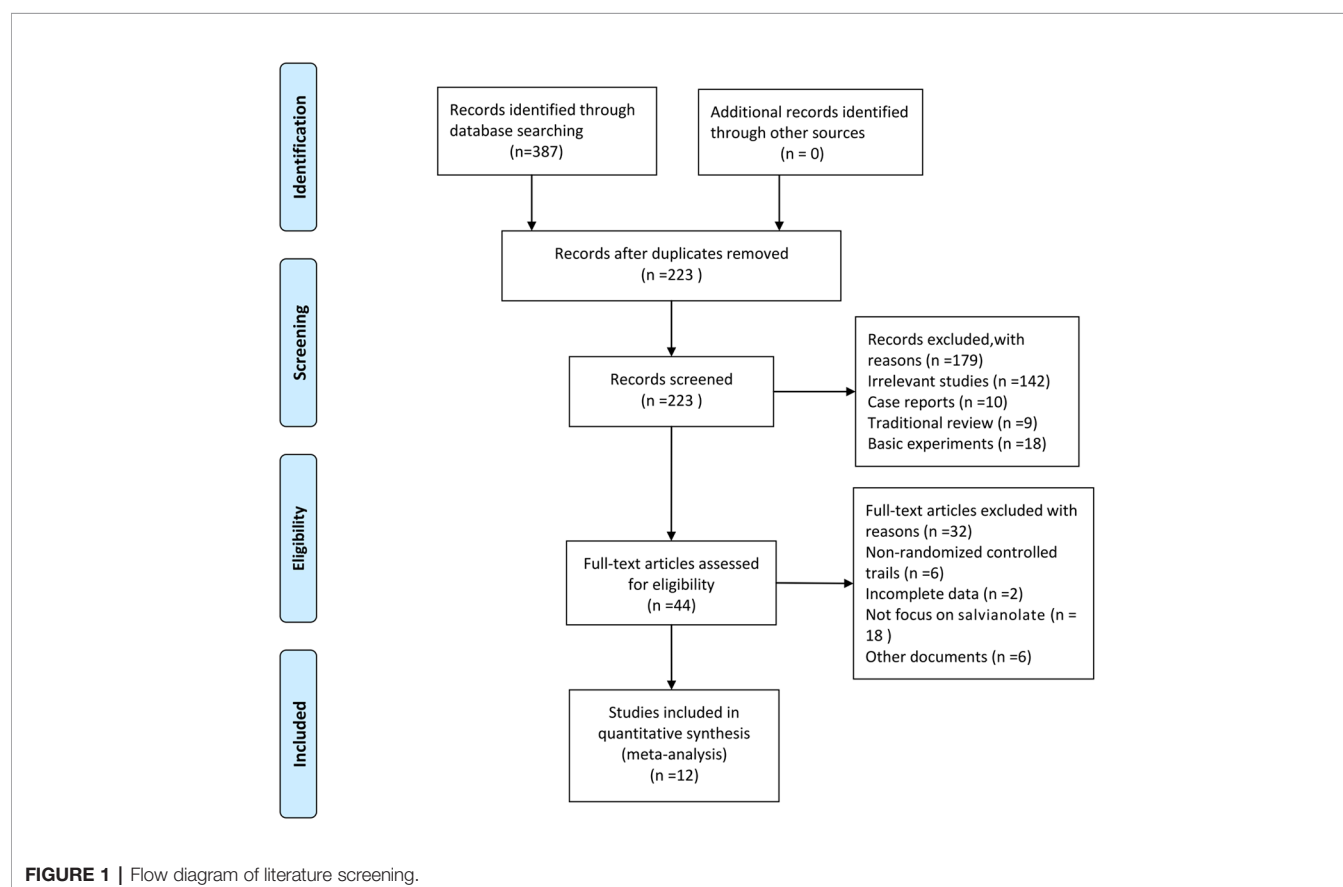 Identification
Records identified through
database searching
(n=387)
Additional records identified
through other sources
(n = 0)
Records after duplicates removed
(n =223 )
Screening
Records screened
(n =223 )
Records excluded,with
reasons (n =179)
Irrelevant studies (n =142)
Case reports (n =10)
Traditional review (n =9)
Basic experiments (n =18)
Eligibility
Full-text articles assessed
for eligibility
(n =44)
Full-text articles excluded with
reasons (n =32)
Non-randomized controlled
trails (n =6)
Incomplete data (n =2)
Not focus on salvianolate (n =
18 )
Other documents (n =6)
Included
Studies included in
quantitative synthesis
(meta-analysis)
(n =12)
FIGURE 1 | Flow diagram of literature screening.